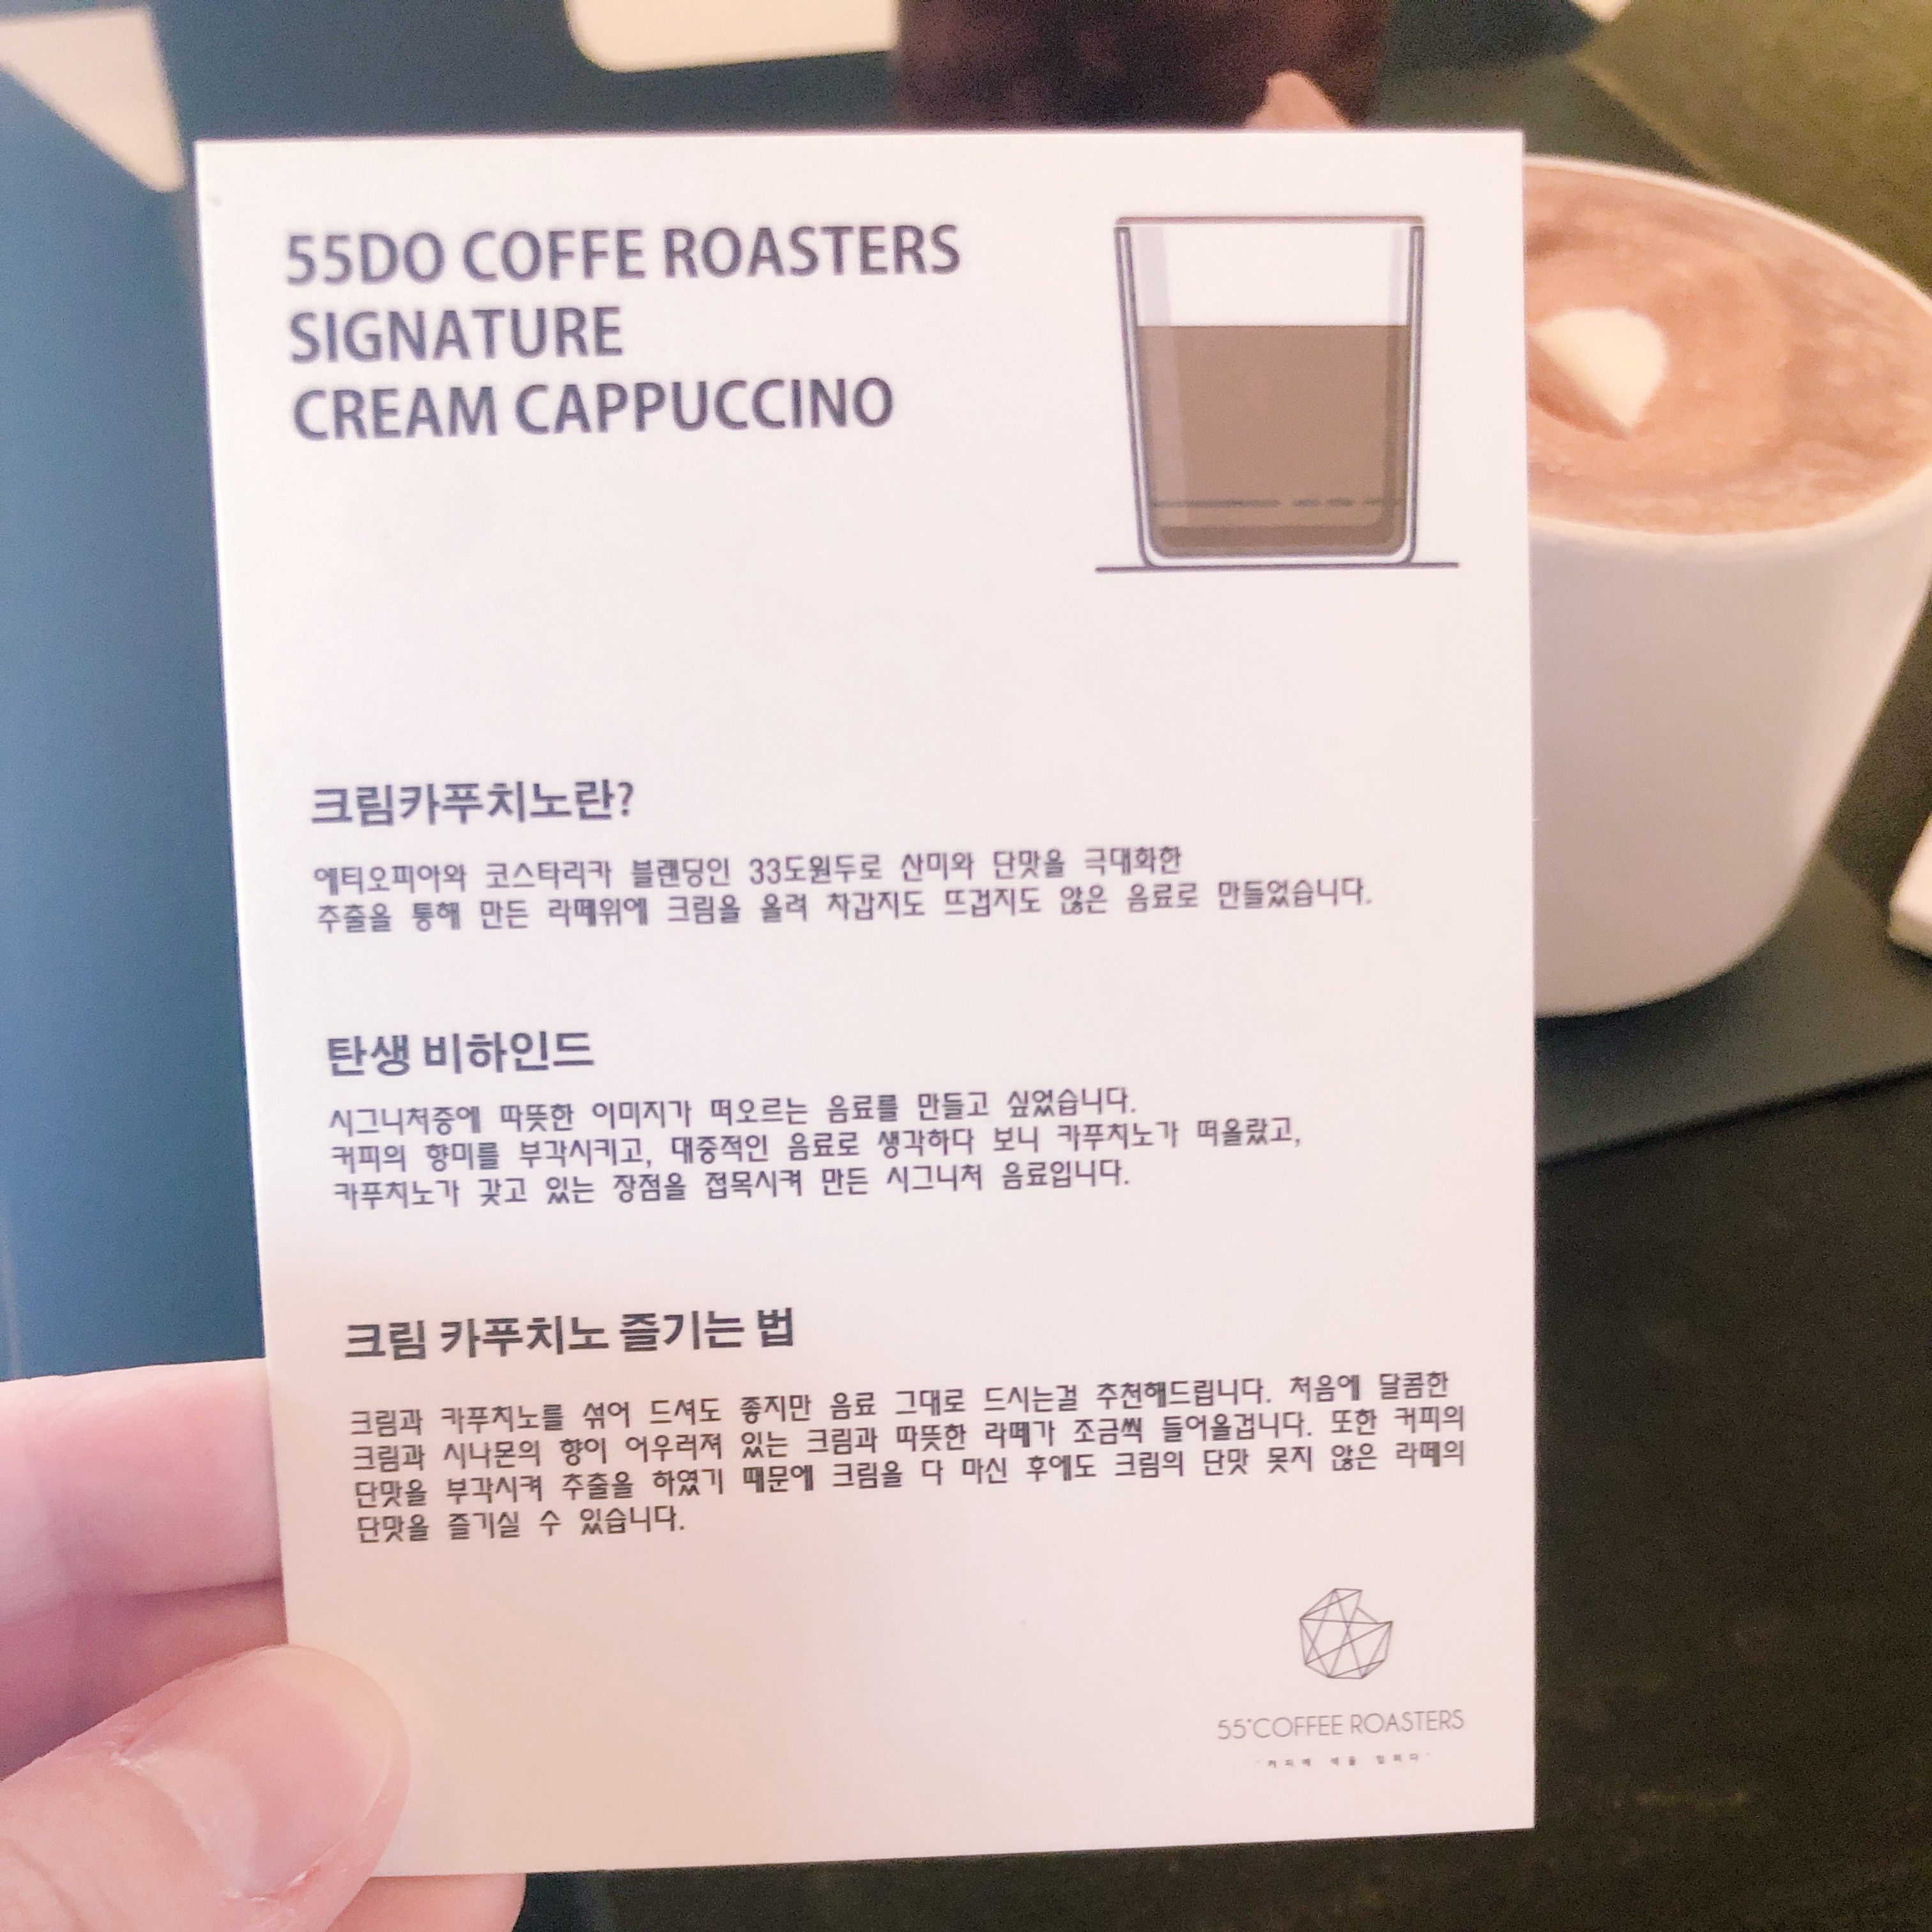 55DO COFFE ROASTERS
SIGNATURE
CREAM CAPPUCCINO
크림카푸치노란?
에티오피아와 코스타리카 블랜딩인 33도원두로 산미와 단맛을 극대화한
추출을 통해 만든 라떼위에 크림을 올려 차갑지도 뜨겁지도 않은 음료로 만들었습니다.
탄생 비하인드
시그니처중에 따뜻한 이미지가 떠오르는 음료를 만들고 싶었습니다.
커피의 향미를 부각시키고, 대중적인 음료로 생각하다 보니 카푸치노가 떠올랐고,
카푸치노가 갖고 있는 장점을 접목시켜 만든 시그니처 음료입니다.
크림 카푸치노 즐기는 법
크림과 카푸치노를 섞어 드셔도 좋지만 음료 그대로 드시는걸 추천해드립니다. 처음에 달콤한
크림과 시나몬의 향이 어우러져 있는 크림과 따뜻한 라떼가 조금씩 들어올겁니다. 또한 커피의
단맛을 부각시켜 추출을 하였기 때문에 크림을 다 마신 후에도 크림의 단맛 못지 않은 라떼의
단맛을 즐기실 수 있습니다.
55°COFFEE ROASTERS
"커피에 색을 입히다"